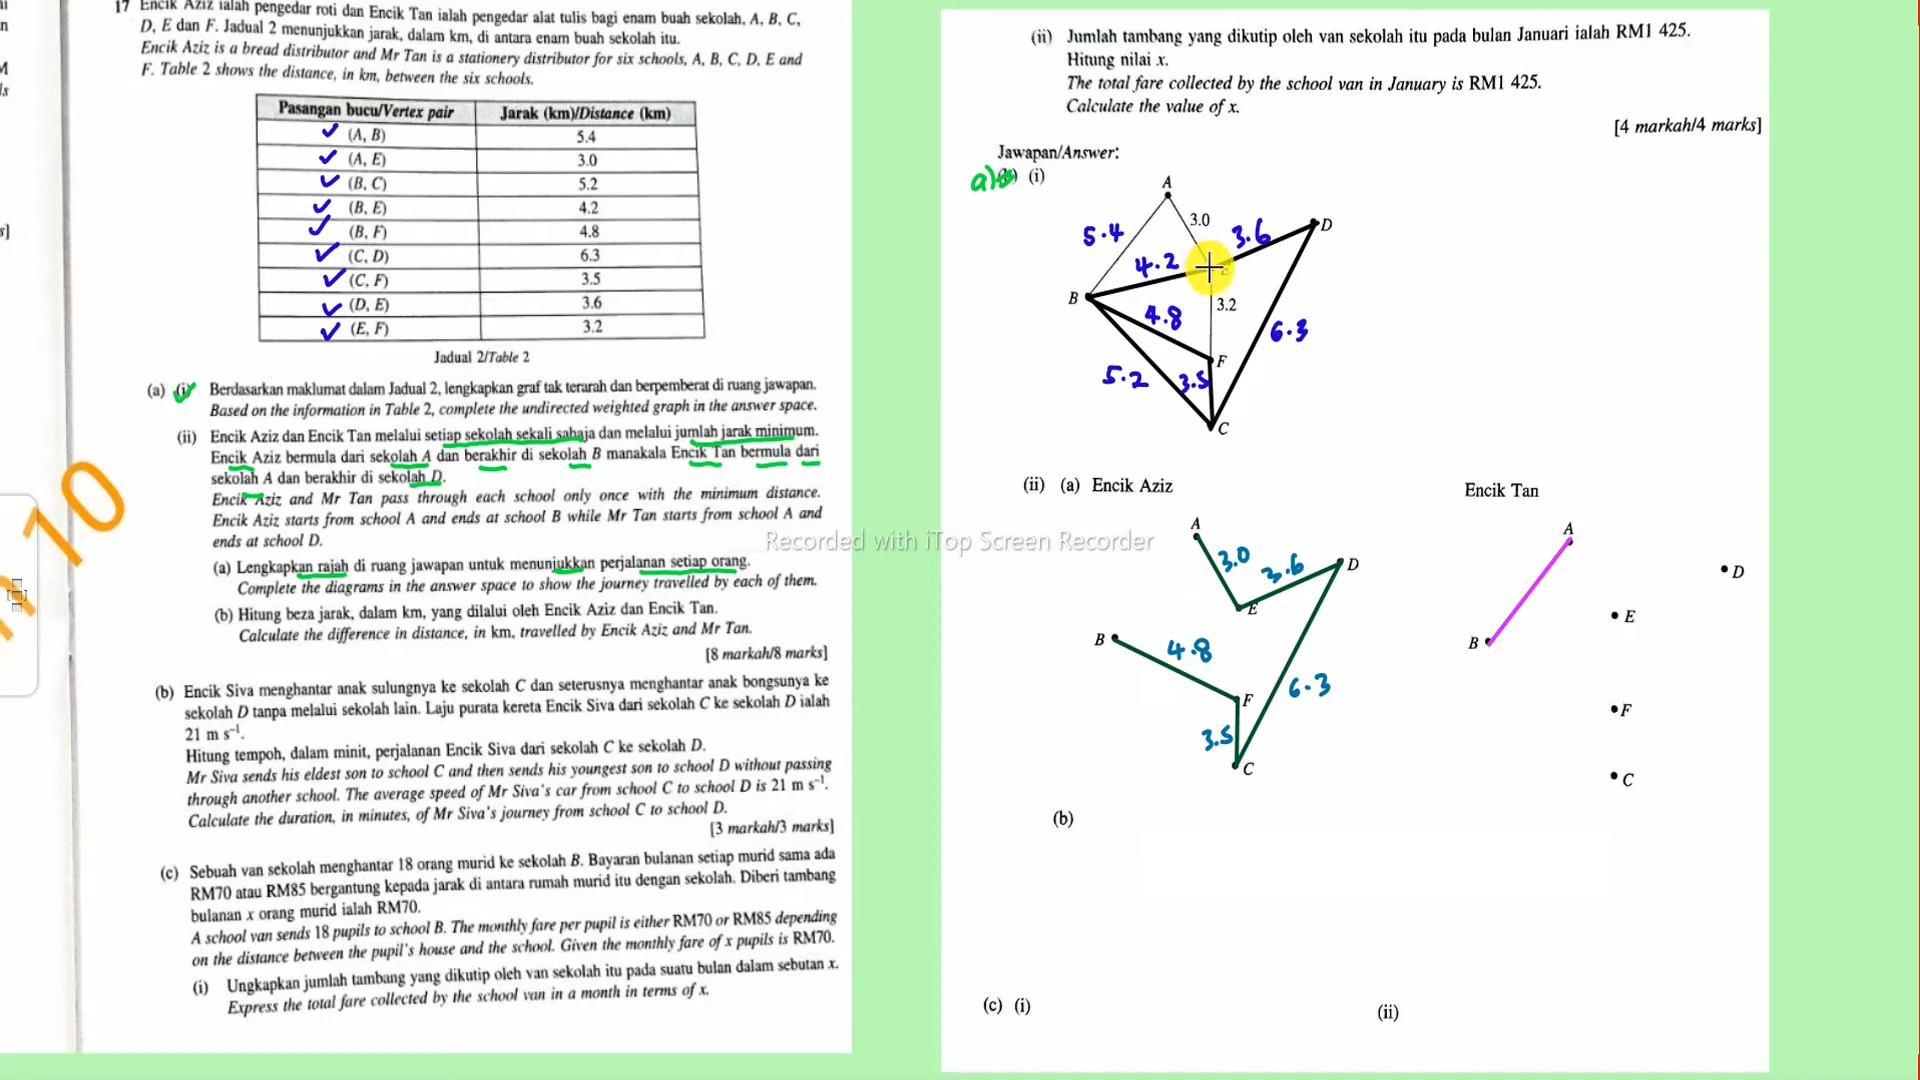 17 Encik Aziz ialah pengedar roti dan Encik Tan ialah pengedar alat tulis bagi enam buah sekolah, A, B, C,
D, E dan F. Jadual 2 menunjukkan jarak, dalam km, di antara enam buah sekolah itu.
Encik Aziz is a bread distributor and Mr Tan is a stationery distributor for six schools, A, B, C, D, E and
F. Table 2 shows the distance, in km, between the six schools.
Pasangan bucu/Vertex pair Jarak (km)/Distance (km)
(A, B) 5.4
(A, E) 3.0
(B, C) 5.2
(B, E) 4.2
(B, F) 4.8
(C, D) 6.3
(C, F) 3.5
(D, E) 3.6
(E, F) 3.2
Jadual 2/Table 2
(a) (i) Berdasarkan maklumat dalam Jadual 2, lengkapkan graf tak terarah dan berpemberat di ruang jawapan.
Based on the information in Table 2, complete the undirected weighted graph in the answer space.
(ii) Encik Aziz dan Encik Tan melalui setiap sekolah sekali sahaja dan melalui jumlah jarak minimum.
Encik Aziz bermula dari sekolah A dan berakhir di sekolah B manakala Encik Tan bermula dari
sekolah A dan berakhir di sekolah D.
Encik Aziz and Mr Tan pass through each school only once with the minimum distance.
Encik Aziz starts from school A and ends at school B while Mr Tan starts from school A and
ends at school D.
(a) Lengkapkan rajah di ruang jawapan untuk menunjukkan perjalanan setiap orang.
Complete the diagrams in the answer space to show the journey travelled by each of them.
(b) Hitung beza jarak, dalam km, yang dilalui oleh Encik Aziz dan Encik Tan.
Calculate the difference in distance, in km, travelled by Encik Aziz and Mr Tan.
[8 markah/8 marks]
(b) Encik Siva menghantar anak sulungnya ke sekolah C dan seterusnya menghantar anak bongsunya ke
sekolah D tanpa melalui sekolah lain. Laju purata kereta Encik Siva dari sekolah C ke sekolah D ialah
21 m s⁻¹.
Hitung tempoh, dalam minit, perjalanan Encik Siva dari sekolah C ke sekolah D.
Mr Siva sends his eldest son to school C and then sends his youngest son to school D without passing
through another school. The average speed of Mr Siva's car from school C to school D is 21 m s⁻¹.
Calculate the duration, in minutes, of Mr Siva's journey from school C to school D.
[3 markah/3 marks]
(c) Sebuah van sekolah menghantar 18 orang murid ke sekolah B. Bayaran bulanan setiap murid sama ada
RM70 atau RM85 bergantung kepada jarak di antara rumah murid itu dengan sekolah. Diberi tambang
bulanan x orang murid ialah RM70.
A school van sends 18 pupils to school B. The monthly fare per pupil is either RM70 or RM85 depending
on the distance between the pupil's house and the school. Given the monthly fare of x pupils is RM70.
(i) Ungkapkan jumlah tambang yang dikutip oleh van sekolah itu pada suatu bulan dalam sebutan x.
Express the total fare collected by the school van in a month in terms of x.
10
(ii) Jumlah tambang yang dikutip oleh van sekolah itu pada bulan Januari ialah RM1 425.
Hitung nilai x.
The total fare collected by the school van in January is RM1 425.
Calculate the value of x.
[4 markah/4 marks]
Jawapan/Answer:
a) (i)
A
3.0
D
3.6
5.4
4.2
E
B
3.2
4.8
6.3
F
5.2
3.5
C
(ii) (a) Encik Aziz
Encik Tan
A
3.0
3.6
D
E
B
4.8
6.3
F
3.5
C
A
D
E
B
F
C
Recorded with iTop Screen Recorder
(b)
(c) (i)
(ii)